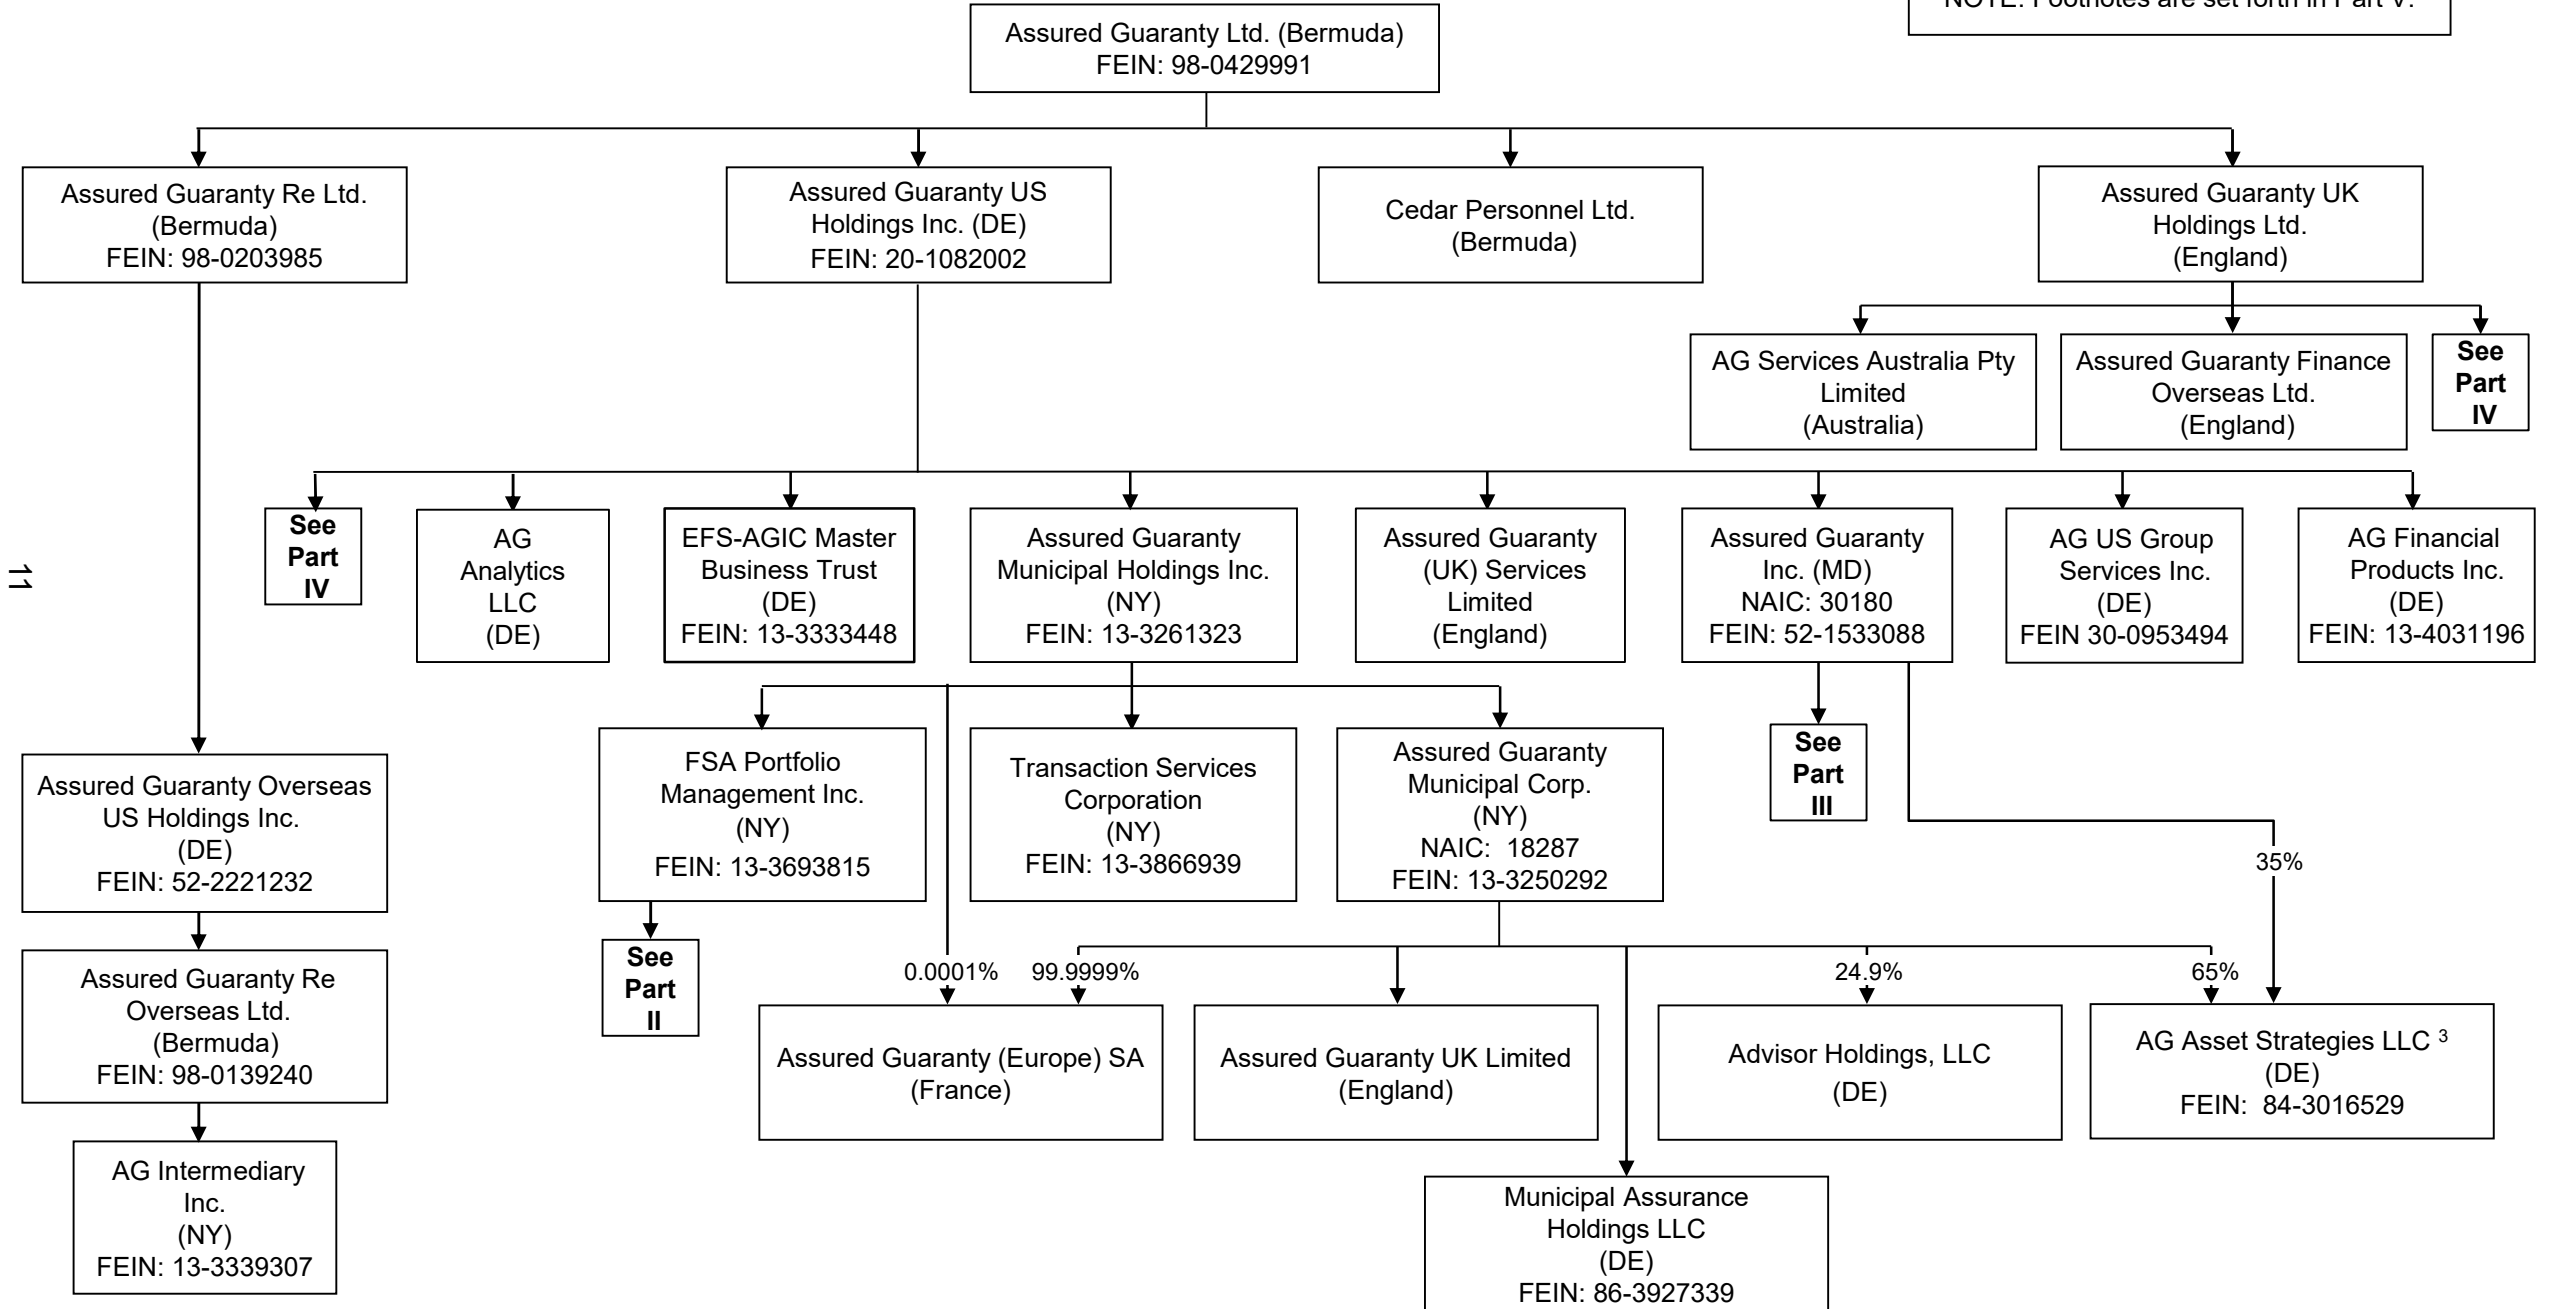 NOTE: Footnotes are set forth in Part V.
Assured Guaranty Ltd. (Bermuda)
FEIN: 98-0429991
Assured Guaranty Re Ltd.
(Bermuda)
FEIN: 98-0203985
Assured Guaranty US
Holdings Inc. (DE)
FEIN: 20-1082002
Cedar Personnel Ltd.
(Bermuda)
Assured Guaranty UK
Holdings Ltd.
(England)
AG Services Australia Pty
Limited
(Australia)
Assured Guaranty Finance
Overseas Ltd.
(England)
See
Part
IV
See
Part
IV
AG
Analytics
LLC
(DE)
EFS-AGIC Master
Business Trust
(DE)
FEIN: 13-3333448
Assured Guaranty
Municipal Holdings Inc.
(NY)
FEIN: 13-3261323
Assured Guaranty
(UK) Services
Limited
(England)
Assured Guaranty
Inc. (MD)
NAIC: 30180
FEIN: 52-1533088
AG US Group
Services Inc.
(DE)
FEIN 30-0953494
AG Financial
Products Inc.
(DE)
FEIN: 13-4031196
11
Assured Guaranty Overseas
US Holdings Inc.
(DE)
FEIN: 52-2221232
FSA Portfolio
Management Inc.
(NY)
FEIN: 13-3693815
Transaction Services
Corporation
(NY)
FEIN: 13-3866939
Assured Guaranty
Municipal Corp.
(NY)
NAIC: 18287
FEIN: 13-3250292
See
Part
III
35%
Assured Guaranty Re
Overseas Ltd.
(Bermuda)
FEIN: 98-0139240
See
Part
II
0.0001%
99.9999%
24.9%
65%
Assured Guaranty (Europe) SA
(France)
Assured Guaranty UK Limited
(England)
Advisor Holdings, LLC
(DE)
AG Asset Strategies LLC 3
(DE)
FEIN: 84-3016529
AG Intermediary
Inc.
(NY)
FEIN: 13-3339307
Municipal Assurance
Holdings LLC
(DE)
FEIN: 86-3927339